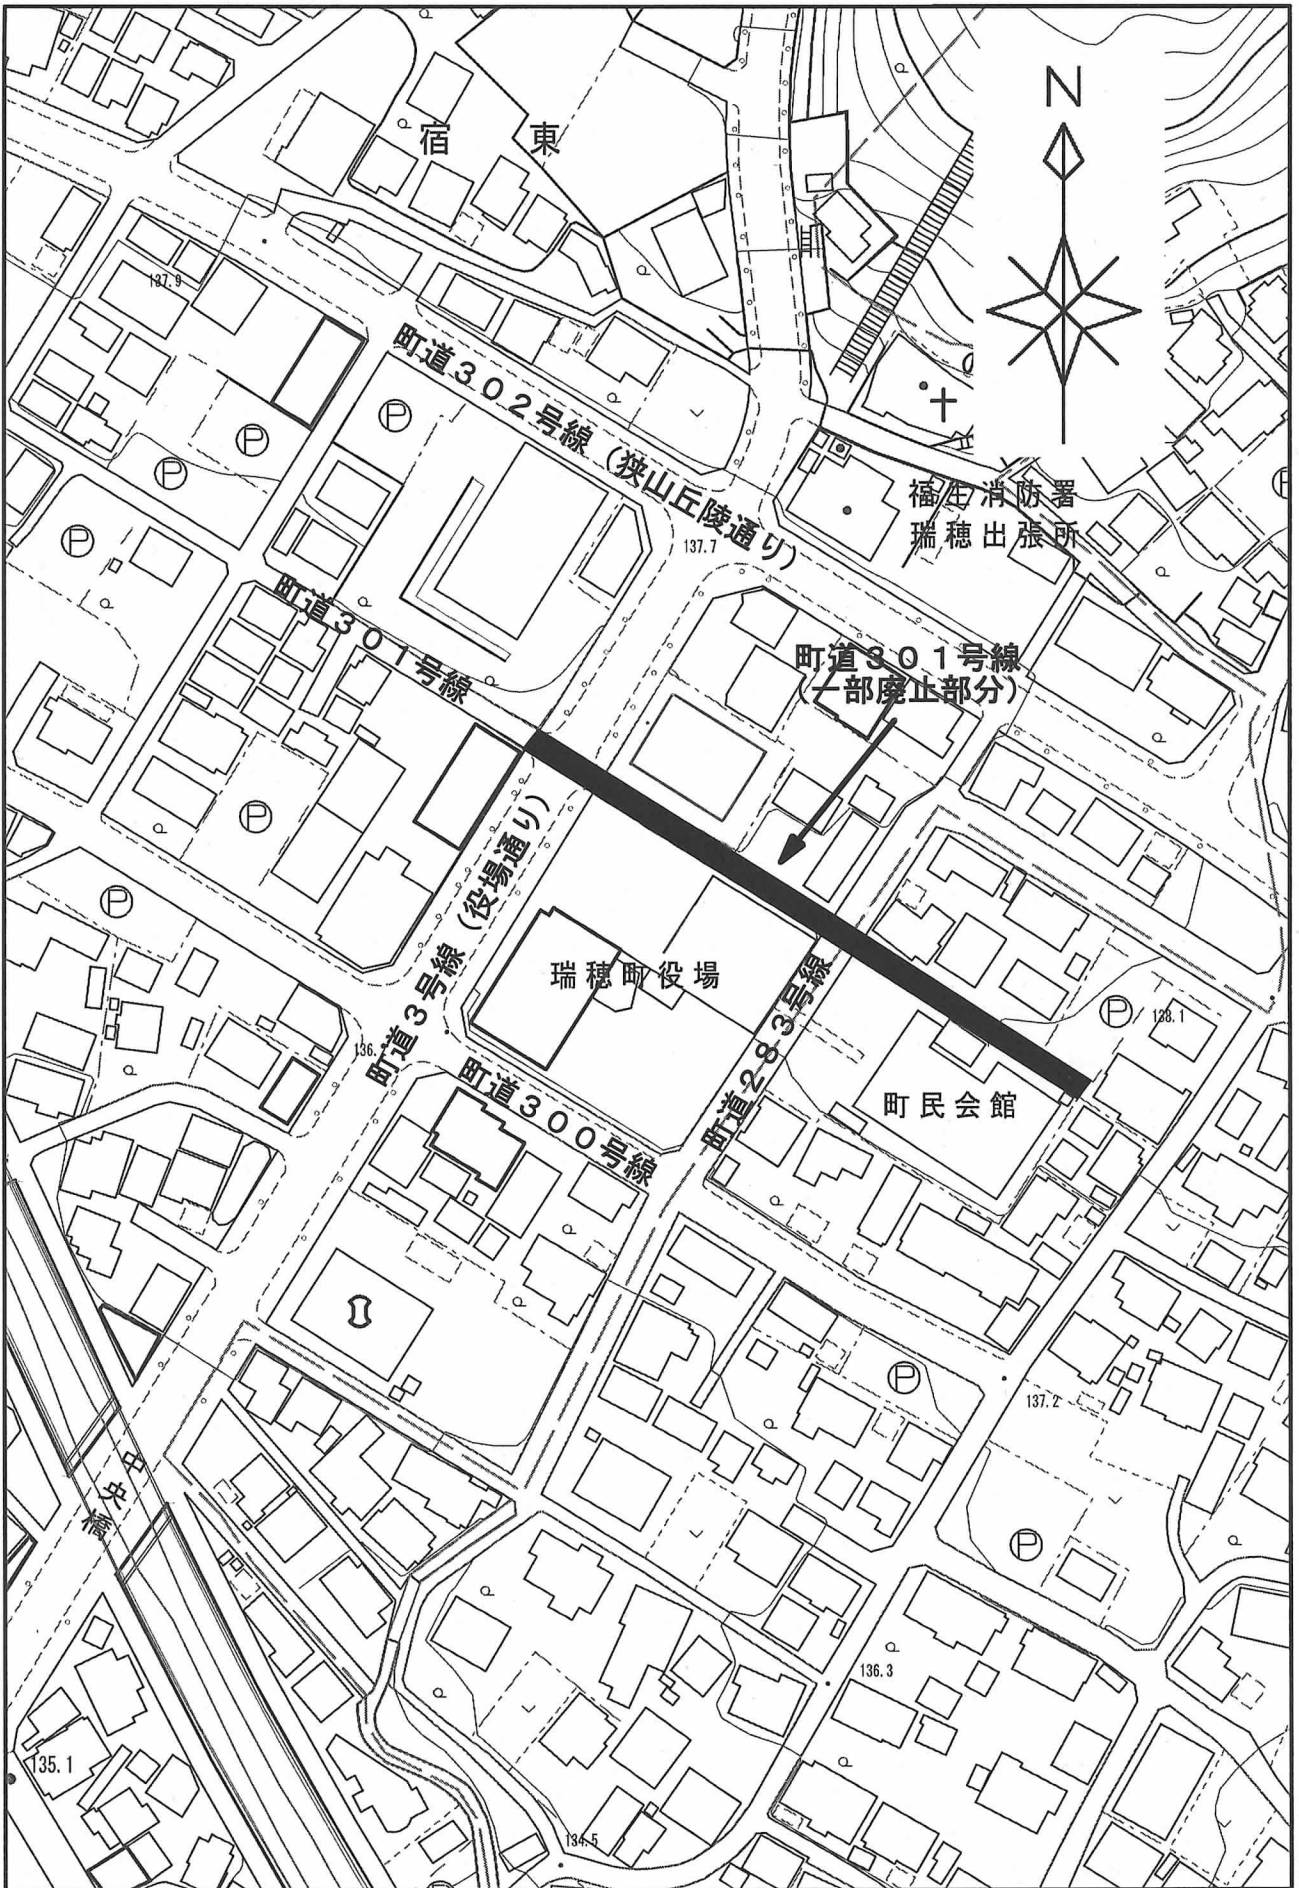 N
宿 東
137.9
町道302号線(狭山丘陵通り)
福生消防署
瑞穂出張所
137.7
町道301号線
町道301号線
(一部廃止部分)
町道3号線(役場通り)
瑞穂町役場
町道283号線
138.1
136.
町道300号線
町民会館
137.2
中央橋
136.3
135.1
134.5
P
P
P
P
P
P
P
P
P